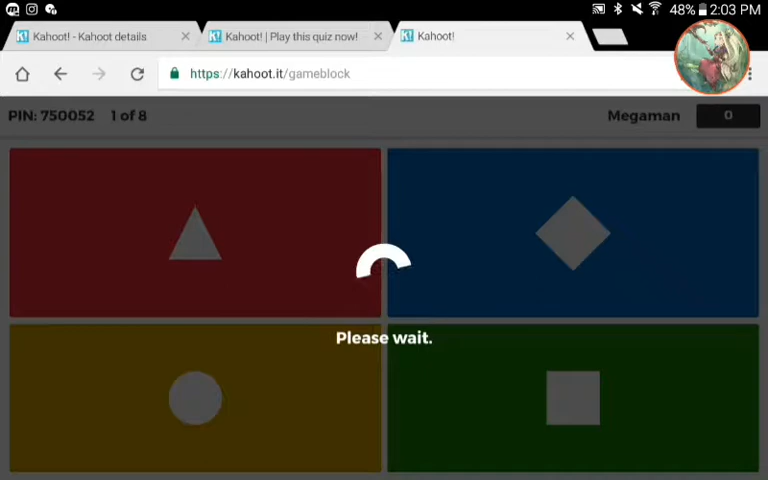 48% 2:03 PM
K! Kahoot! - Kahoot details
K! Kahoot! | Play this quiz now!
K! Kahoot!
https://kahoot.it/gameblock
PIN: 750052 1 of 8 Megaman 0
Please wait.